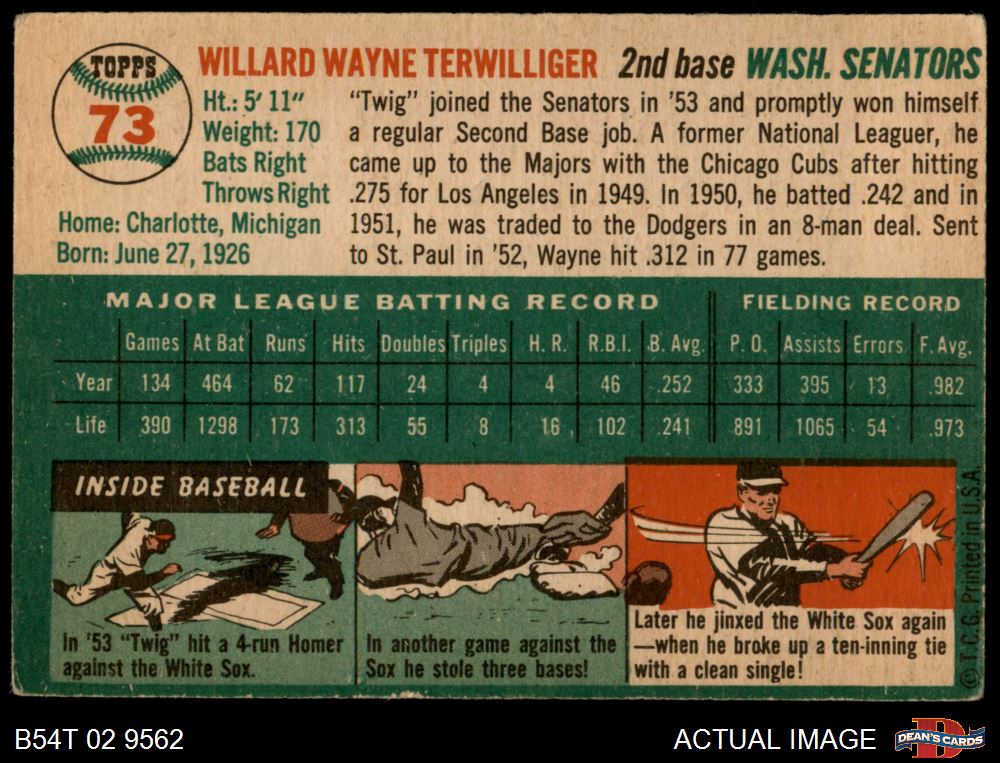 TOPPS
73
WILLARD WAYNE TERWILLIGER 2nd base WASH. SENATORS
Ht.: 5' 11"
Weight: 170
Bats Right
Throws Right
Home: Charlotte, Michigan
Born: June 27, 1926
"Twig" joined the Senators in '53 and promptly won himself
a regular Second Base job. A former National Leaguer, he
came up to the Majors with the Chicago Cubs after hitting
.275 for Los Angeles in 1949. In 1950, he batted .242 and in
1951, he was traded to the Dodgers in an 8-man deal. Sent
to St. Paul in '52, Wayne hit .312 in 77 games.
MAJOR LEAGUE BATTING RECORD FIELDING RECORD
Games At Bat Runs Hits Doubles Triples H. R. R.B.I. B. Avg. P. O. Assists Errors F. Avg.
Year 134 464 62 117 24 4 4 46 .252 333 395 13 .982
Life 390 1298 173 313 55 8 16 102 .241 891 1065 54 .973
INSIDE BASEBALL
In '53 "Twig" hit a 4-run Homer
against the White Sox.
In another game against the
Sox he stole three bases!
Later he jinxed the White Sox again
—when he broke up a ten-inning tie
with a clean single!
© T.C.G. Printed in U.S.A.
B54T 02 9562
ACTUAL IMAGE
DEAN'S CARDS